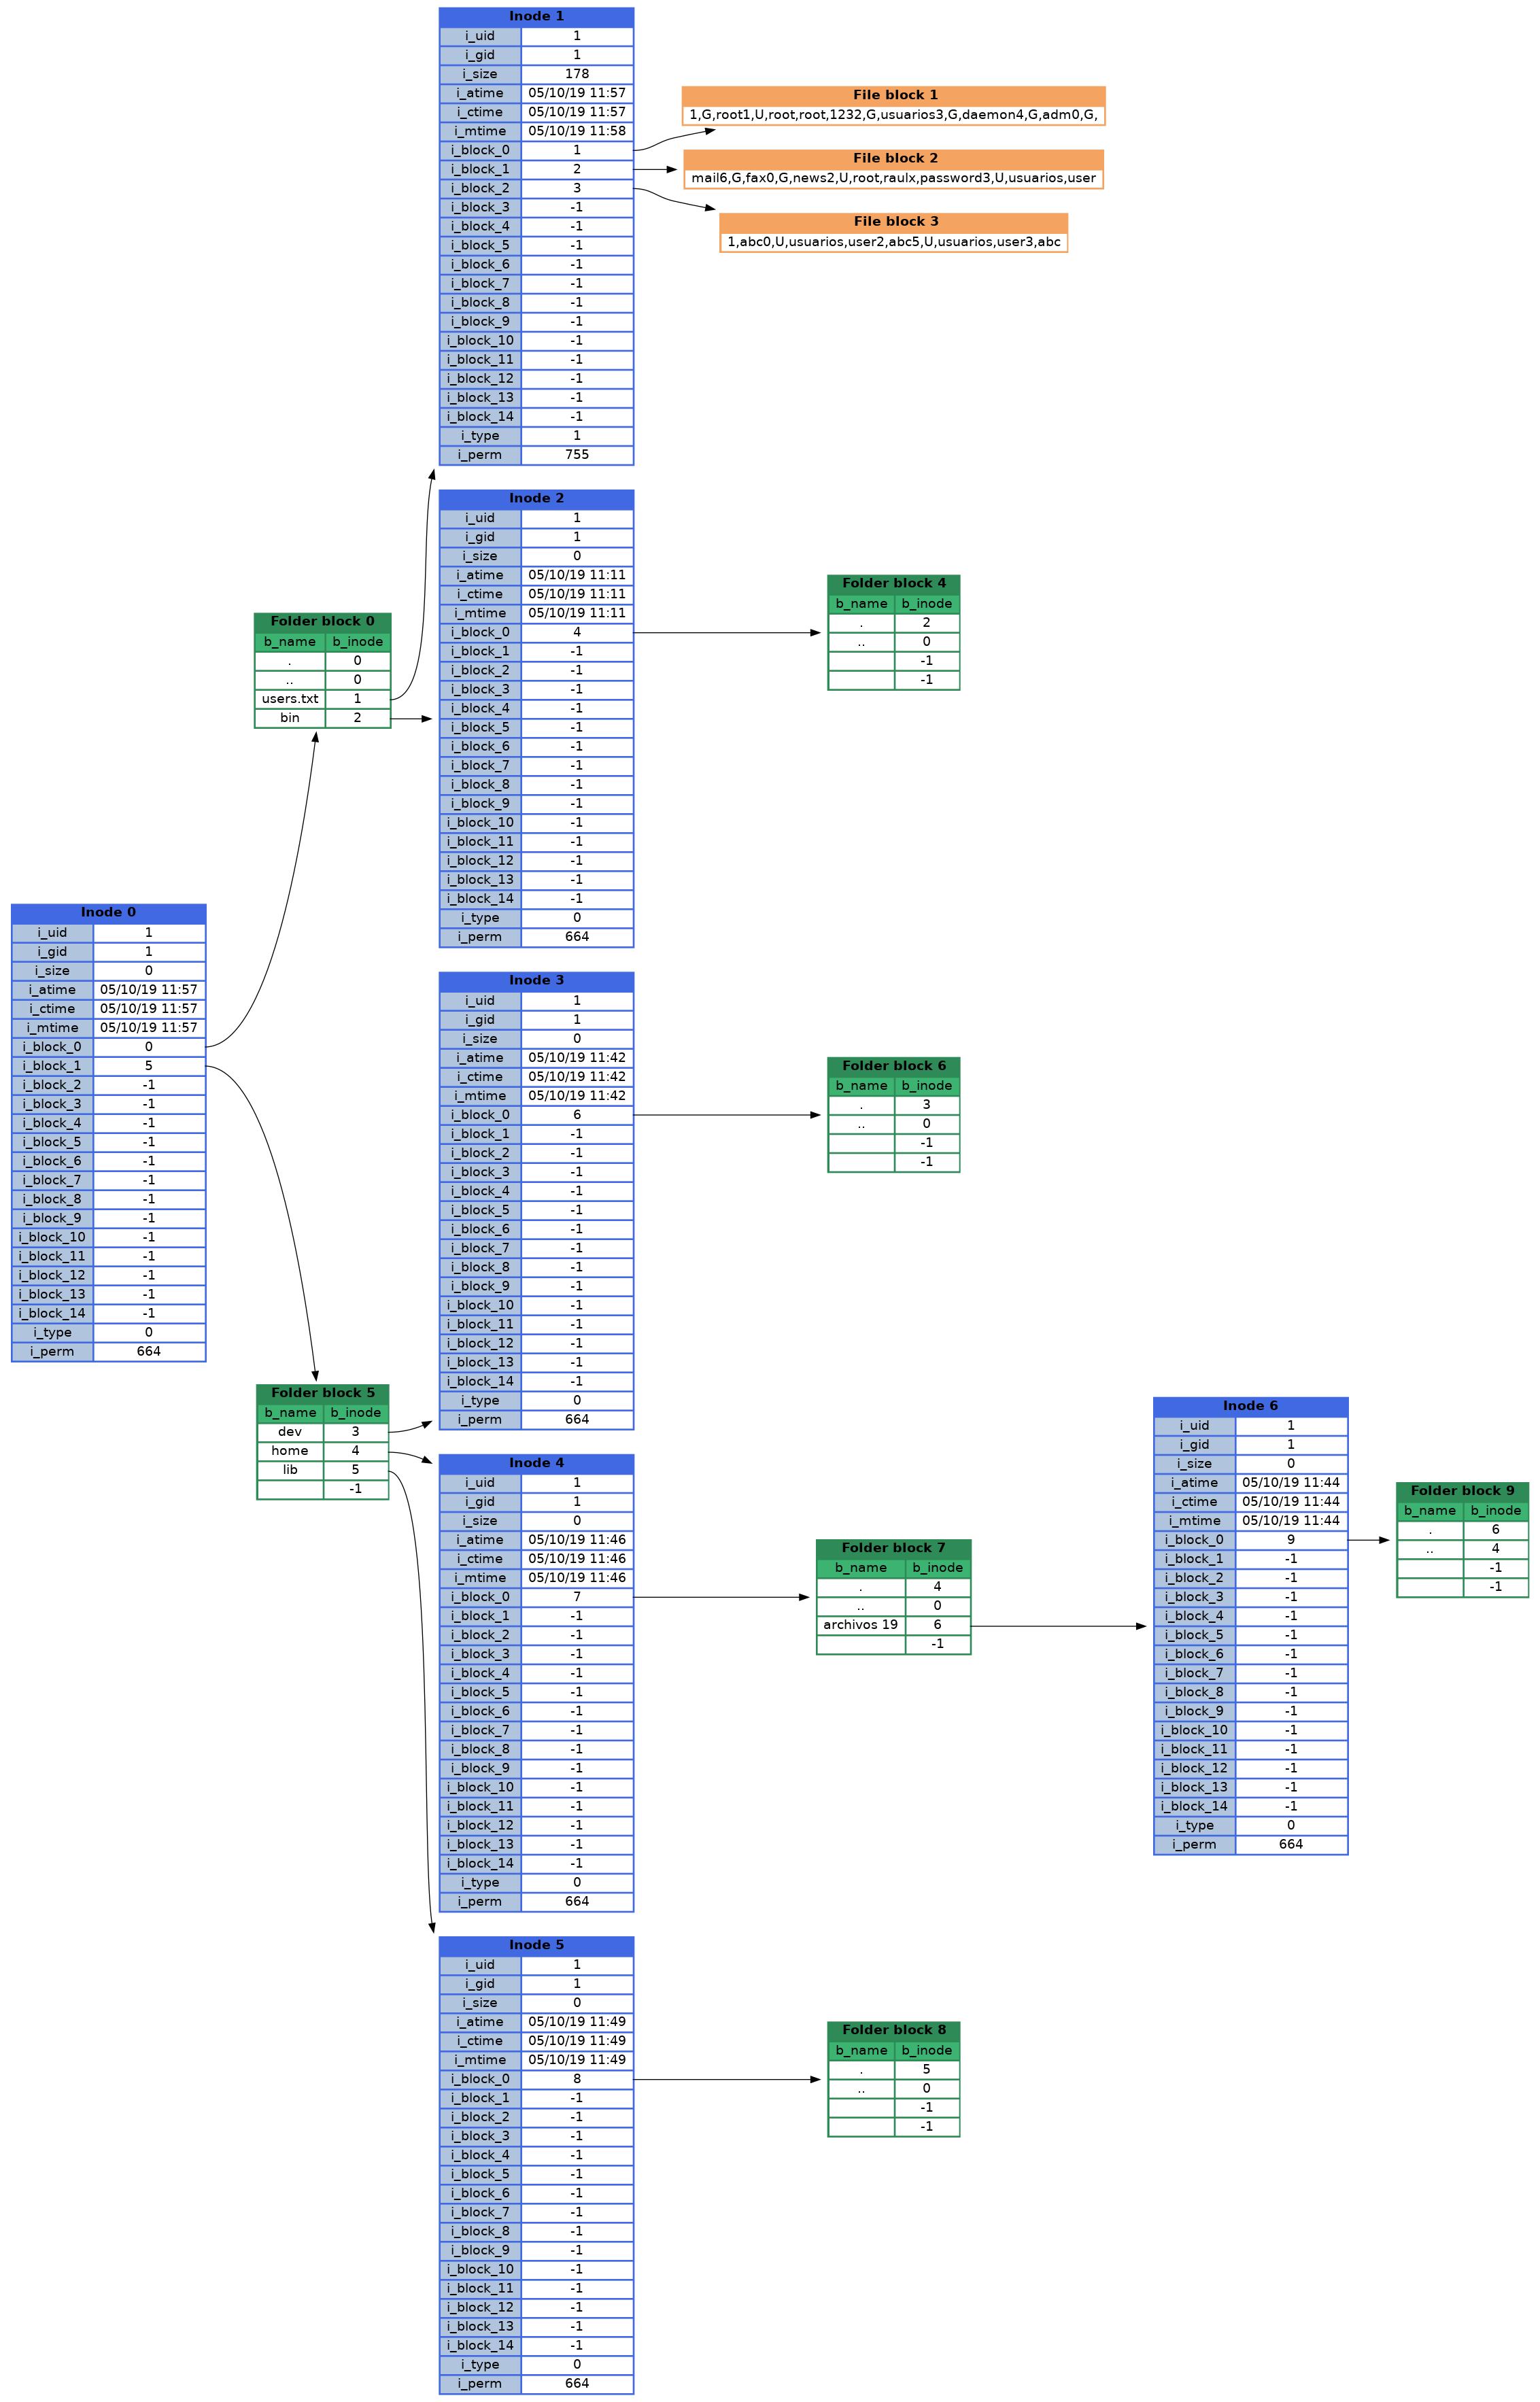 Inode 0
i_uid 1
i_gid 1
i_size 0
i_atime 05/10/19 11:57
i_ctime 05/10/19 11:57
i_mtime 05/10/19 11:57
i_block_0 0
i_block_1 5
i_block_2 -1
i_block_3 -1
i_block_4 -1
i_block_5 -1
i_block_6 -1
i_block_7 -1
i_block_8 -1
i_block_9 -1
i_block_10 -1
i_block_11 -1
i_block_12 -1
i_block_13 -1
i_block_14 -1
i_type 0
i_perm 664
Folder block 0
b_name b_inode
. 0
.. 0
users.txt 1
bin 2
Inode 1
i_uid 1
i_gid 1
i_size 178
i_atime 05/10/19 11:57
i_ctime 05/10/19 11:57
i_mtime 05/10/19 11:58
i_block_0 1
i_block_1 2
i_block_2 3
i_block_3 -1
i_block_4 -1
i_block_5 -1
i_block_6 -1
i_block_7 -1
i_block_8 -1
i_block_9 -1
i_block_10 -1
i_block_11 -1
i_block_12 -1
i_block_13 -1
i_block_14 -1
i_type 1
i_perm 755
File block 1
1,G,root1,U,root,root,1232,G,usuarios3,G,daemon4,G,adm0,G,
File block 2
mail6,G,fax0,G,news2,U,root,raulx,password3,U,usuarios,user
File block 3
1,abc0,U,usuarios,user2,abc5,U,usuarios,user3,abc
Inode 2
i_uid 1
i_gid 1
i_size 0
i_atime 05/10/19 11:11
i_ctime 05/10/19 11:11
i_mtime 05/10/19 11:11
i_block_0 4
i_block_1 -1
i_block_2 -1
i_block_3 -1
i_block_4 -1
i_block_5 -1
i_block_6 -1
i_block_7 -1
i_block_8 -1
i_block_9 -1
i_block_10 -1
i_block_11 -1
i_block_12 -1
i_block_13 -1
i_block_14 -1
i_type 0
i_perm 664
Folder block 4
b_name b_inode
. 2
.. 0
-1
-1
Folder block 5
b_name b_inode
dev 3
home 4
lib 5
-1
Inode 3
i_uid 1
i_gid 1
i_size 0
i_atime 05/10/19 11:42
i_ctime 05/10/19 11:42
i_mtime 05/10/19 11:42
i_block_0 6
i_block_1 -1
i_block_2 -1
i_block_3 -1
i_block_4 -1
i_block_5 -1
i_block_6 -1
i_block_7 -1
i_block_8 -1
i_block_9 -1
i_block_10 -1
i_block_11 -1
i_block_12 -1
i_block_13 -1
i_block_14 -1
i_type 0
i_perm 664
Folder block 6
b_name b_inode
. 3
.. 0
-1
-1
Inode 4
i_uid 1
i_gid 1
i_size 0
i_atime 05/10/19 11:46
i_ctime 05/10/19 11:46
i_mtime 05/10/19 11:46
i_block_0 7
i_block_1 -1
i_block_2 -1
i_block_3 -1
i_block_4 -1
i_block_5 -1
i_block_6 -1
i_block_7 -1
i_block_8 -1
i_block_9 -1
i_block_10 -1
i_block_11 -1
i_block_12 -1
i_block_13 -1
i_block_14 -1
i_type 0
i_perm 664
Folder block 7
b_name b_inode
. 4
.. 0
archivos 19 6
-1
Inode 6
i_uid 1
i_gid 1
i_size 0
i_atime 05/10/19 11:44
i_ctime 05/10/19 11:44
i_mtime 05/10/19 11:44
i_block_0 9
i_block_1 -1
i_block_2 -1
i_block_3 -1
i_block_4 -1
i_block_5 -1
i_block_6 -1
i_block_7 -1
i_block_8 -1
i_block_9 -1
i_block_10 -1
i_block_11 -1
i_block_12 -1
i_block_13 -1
i_block_14 -1
i_type 0
i_perm 664
Folder block 9
b_name b_inode
. 6
.. 4
-1
-1
Inode 5
i_uid 1
i_gid 1
i_size 0
i_atime 05/10/19 11:49
i_ctime 05/10/19 11:49
i_mtime 05/10/19 11:49
i_block_0 8
i_block_1 -1
i_block_2 -1
i_block_3 -1
i_block_4 -1
i_block_5 -1
i_block_6 -1
i_block_7 -1
i_block_8 -1
i_block_9 -1
i_block_10 -1
i_block_11 -1
i_block_12 -1
i_block_13 -1
i_block_14 -1
i_type 0
i_perm 664
Folder block 8
b_name b_inode
. 5
.. 0
-1
-1